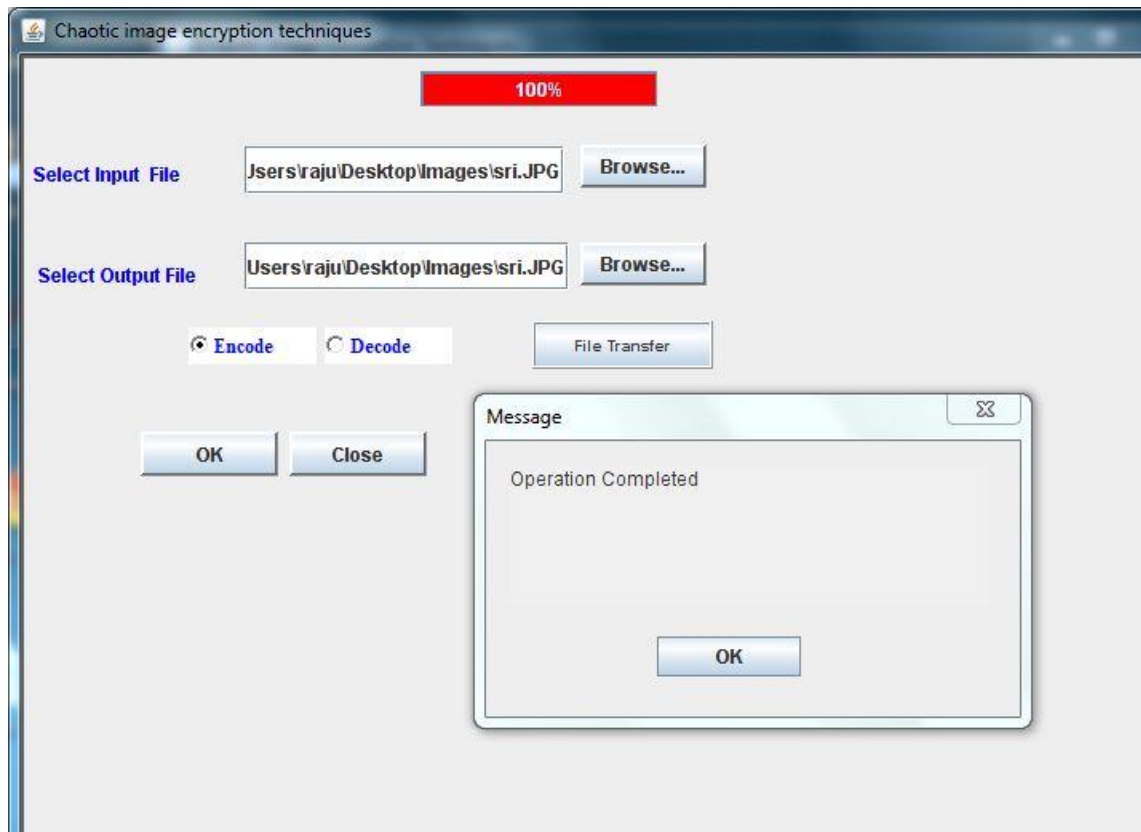 Chaotic image encryption techniques
100%
Select Input File
Jsers\raju\Desktop\Images\sri.JPG
Browse...
Select Output File
Users\raju\Desktop\Images\sri.JPG
Browse...
Encode
Decode
File Transfer
Message
OK
Close
Operation Completed
OK